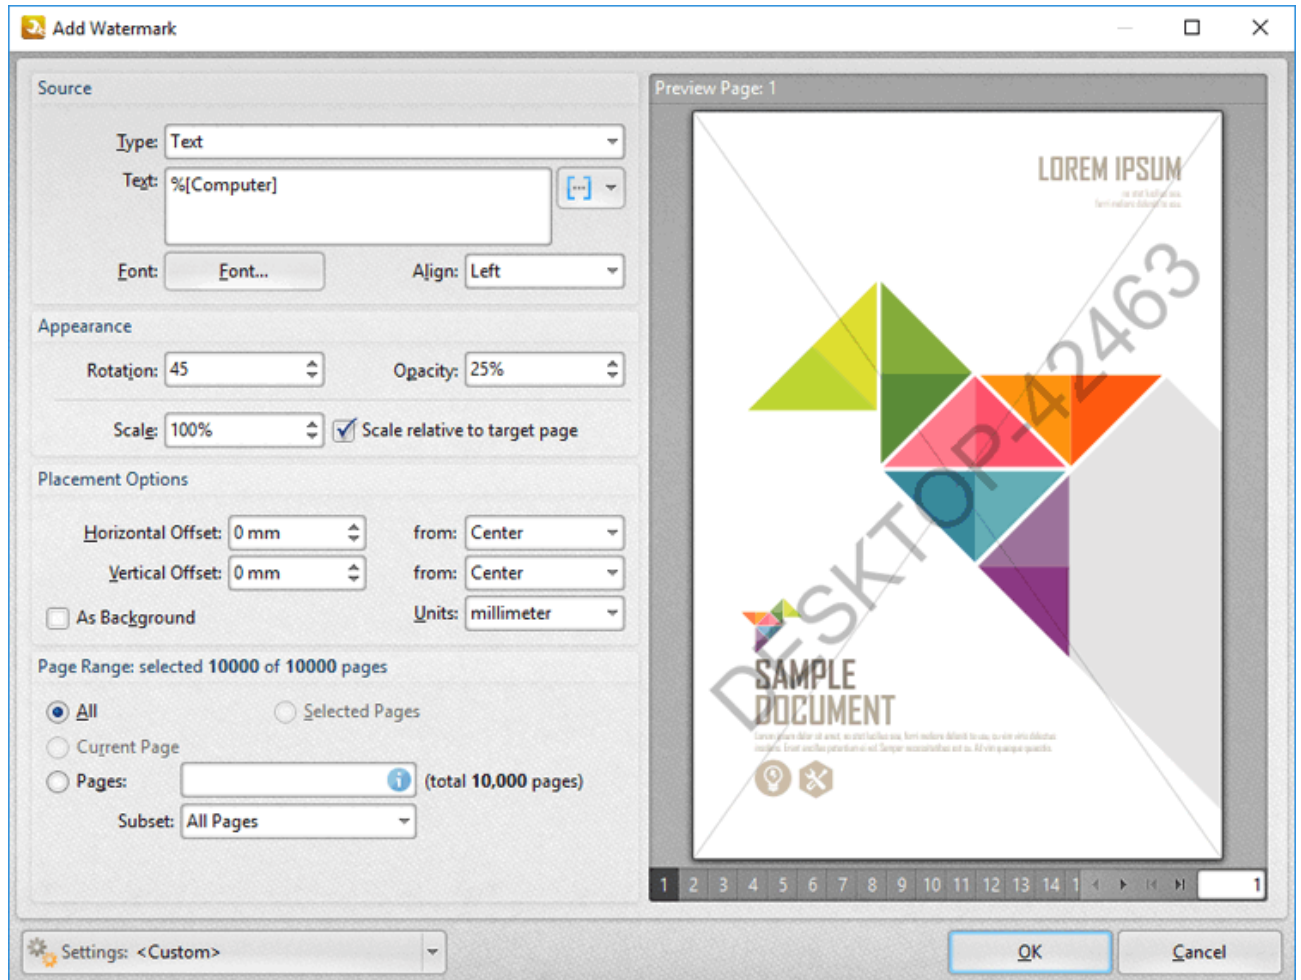 Add Watermark
Source
Type: Text
Text: %[Computer]
Font: Font... Align: Left
Appearance
Rotation: 45 Opacity: 25%
Scale: 100% Scale relative to target page
Placement Options
Horizontal Offset: 0 mm from: Center
Vertical Offset: 0 mm from: Center
As Background Units: millimeter
Page Range: selected 10000 of 10000 pages
All Selected Pages
Current Page
Pages: (total 10,000 pages)
Subset: All Pages
Preview Page: 1
LOREM IPSUM
DESKTOP-42463
SAMPLE
DOCUMENT
1 2 3 4 5 6 7 8 9 10 11 12 13 14 1 1
Settings: <Custom> OK Cancel